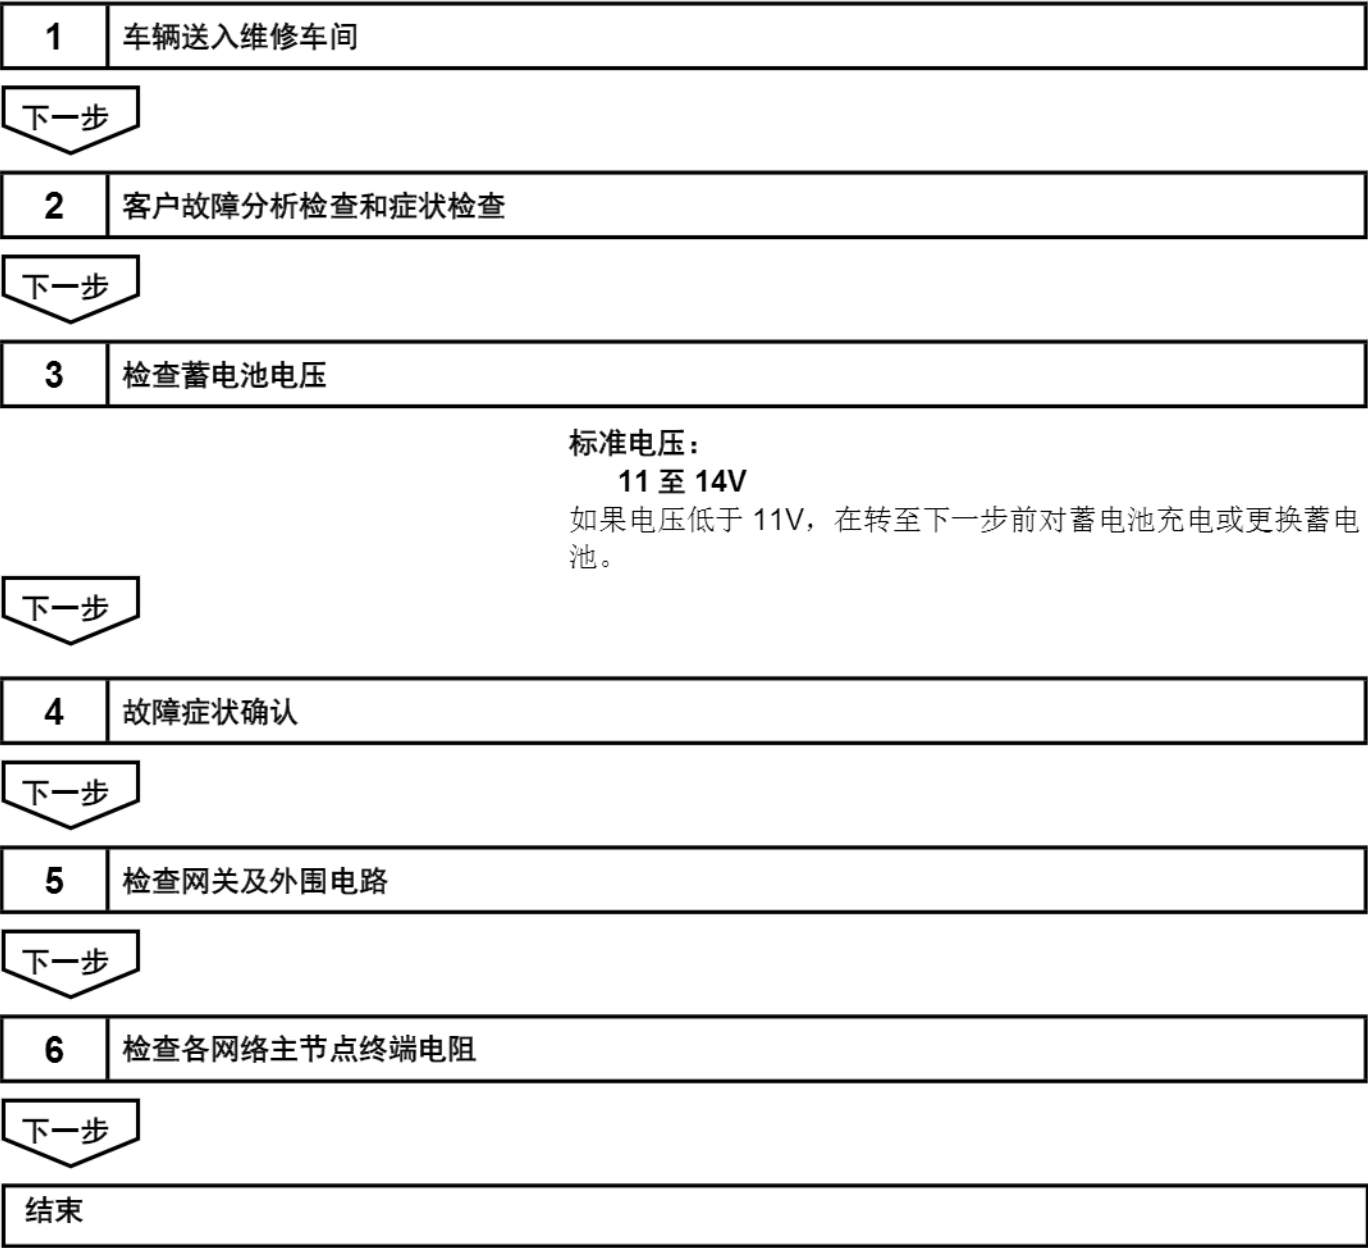 1 车辆送入维修车间
下一步
2 客户故障分析检查和症状检查
下一步
3 检查蓄电池电压
标准电压：
11 至 14V
如果电压低于 11V，在转至下一步前对蓄电池充电或更换蓄电
池。
下一步
4 故障症状确认
下一步
5 检查网关及外围电路
下一步
6 检查各网络主节点终端电阻
下一步
结束